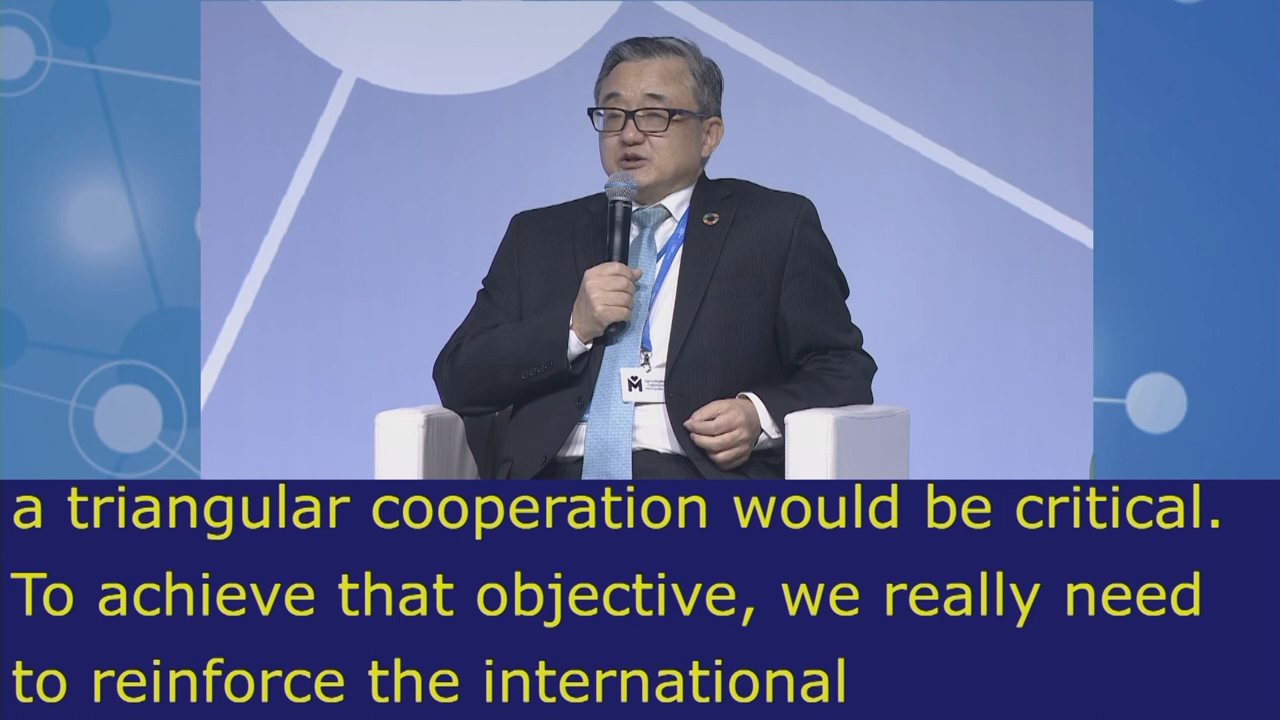 a triangular cooperation would be critical.
To achieve that objective, we really need
to reinforce the international